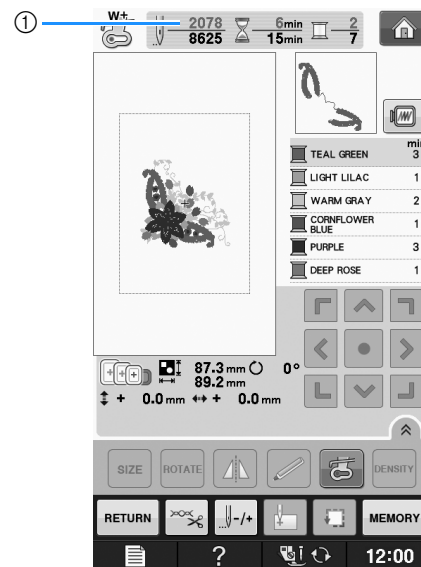 ①
W+ 2078 6min 2
8625 15min 7
min
TEAL GREEN 3
LIGHT LILAC 1
WARM GRAY 2
CORNFLOWER
BLUE 1
PURPLE 3
DEEP ROSE 1
87.3 mm 0°
89.2 mm
+ 0.0 mm + 0.0 mm
SIZE ROTATE DENSITY
RETURN -/+ MEMORY
? 12:00